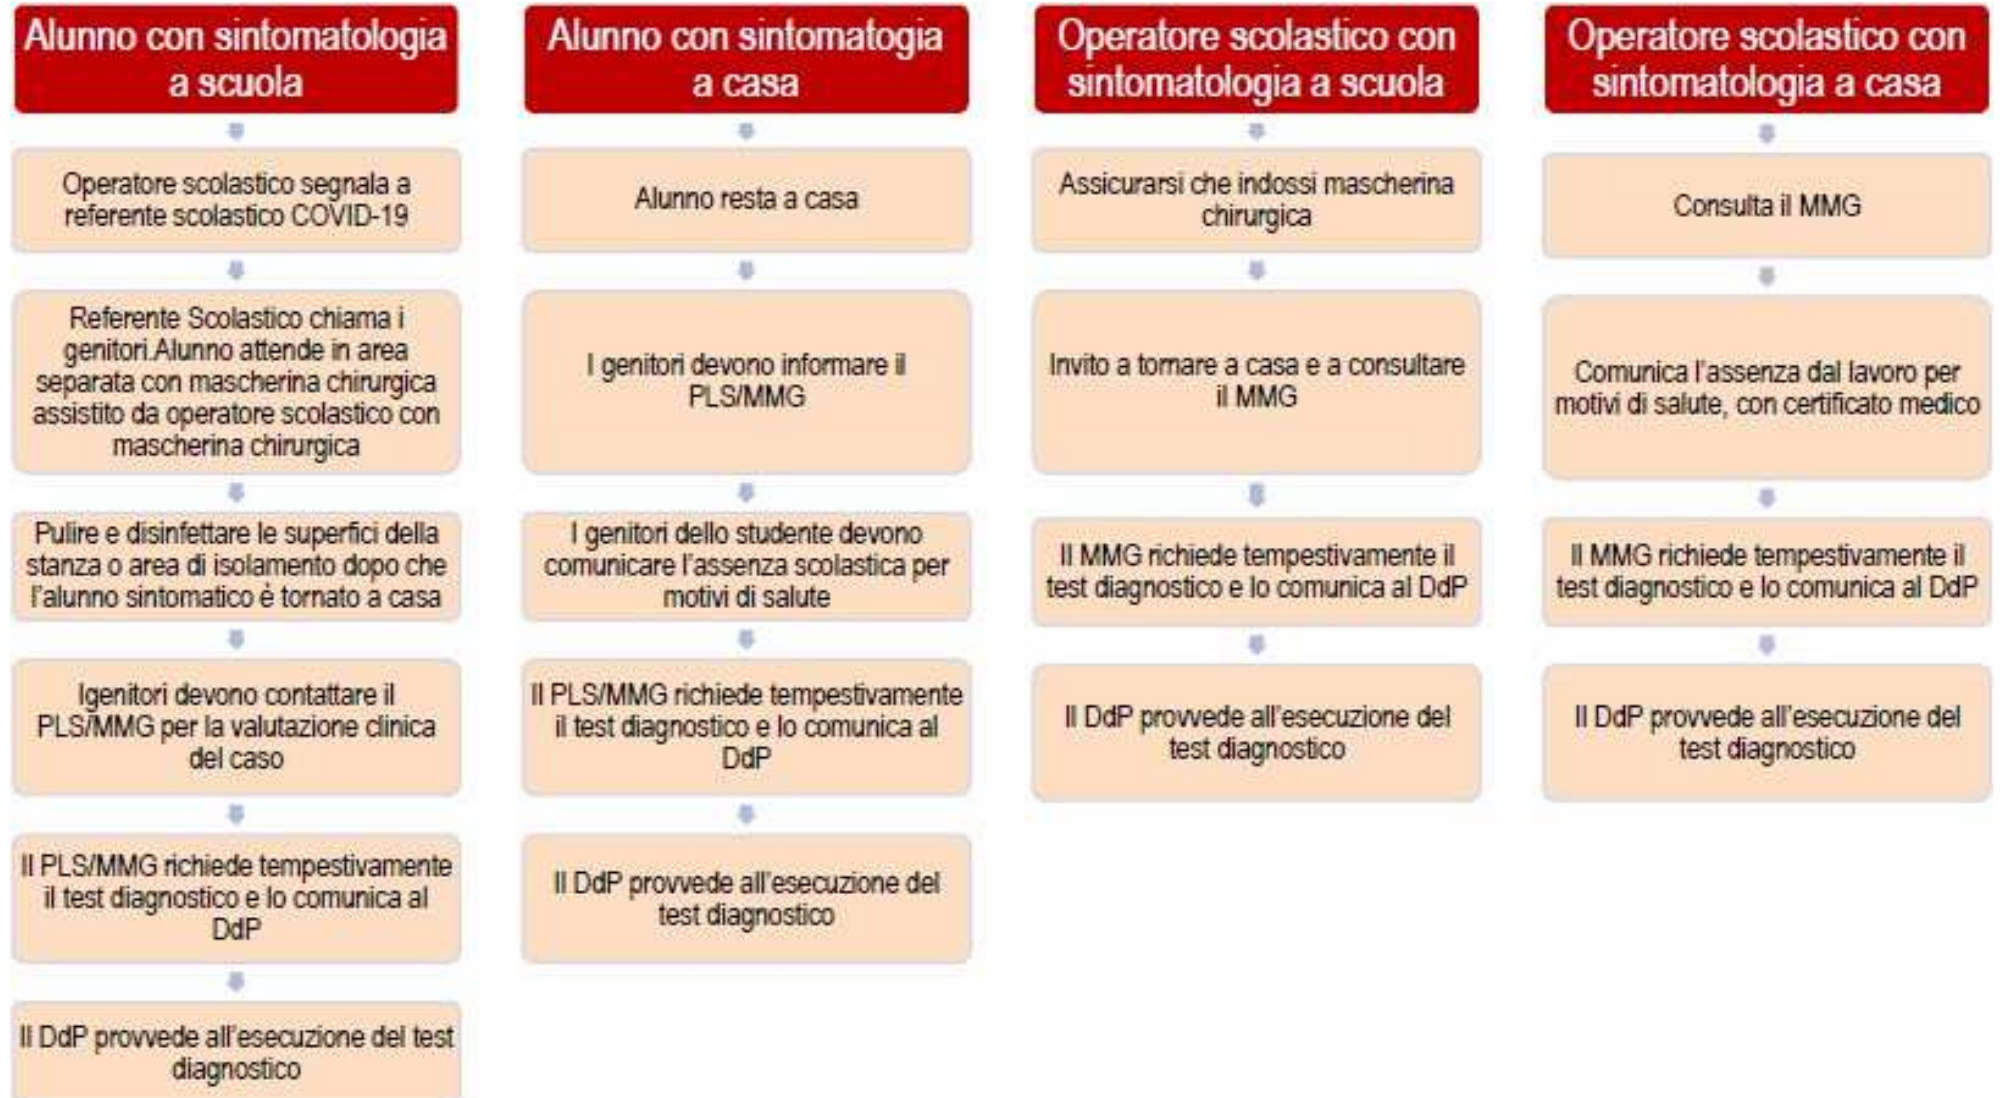 Alunno con sintomatologia
a scuola
Operatore scolastico segnala a
referente scolastico COVID-19
Referente Scolastico chiama i
genitori.Alunno attende in area
separata con mascherina chirurgica
assistito da operatore scolastico con
mascherina chirurgica
Pulire e disinfettare le superfici della
stanza o area di isolamento dopo che
l'alunno sintomatico è tornato a casa
Igenitori devono contattare il
PLS/MMG per la valutazione clinica
del caso
Il PLS/MMG richiede tempestivamente
il test diagnostico e lo comunica al
DdP
Il DdP provvede all'esecuzione del test
diagnostico
Alunno con sintomatogia
a casa
Alunno resta a casa
I genitori devono informare il
PLS/MMG
I genitori dello studente devono
comunicare l'assenza scolastica per
motivi di salute
Il PLS/MMG richiede tempestivamente
il test diagnostico e lo comunica al
DdP
Il DdP provvede all'esecuzione del
test diagnostico
Operatore scolastico con
sintomatologia a scuola
Assicurarsi che indossi mascherina
chirurgica
Invito a tornare a casa e a consultare
il MMG
Il MMG richiede tempestivamente il
test diagnostico e lo comunica al DdP
Il DdP provvede all'esecuzione del
test diagnostico
Operatore scolastico con
sintomatologia a casa
Consulta il MMG
Comunica l'assenza dal lavoro per
motivi di salute, con certificato medico
Il MMG richiede tempestivamente il
test diagnostico e lo comunica al DdP
Il DdP provvede all'esecuzione del
test diagnostico